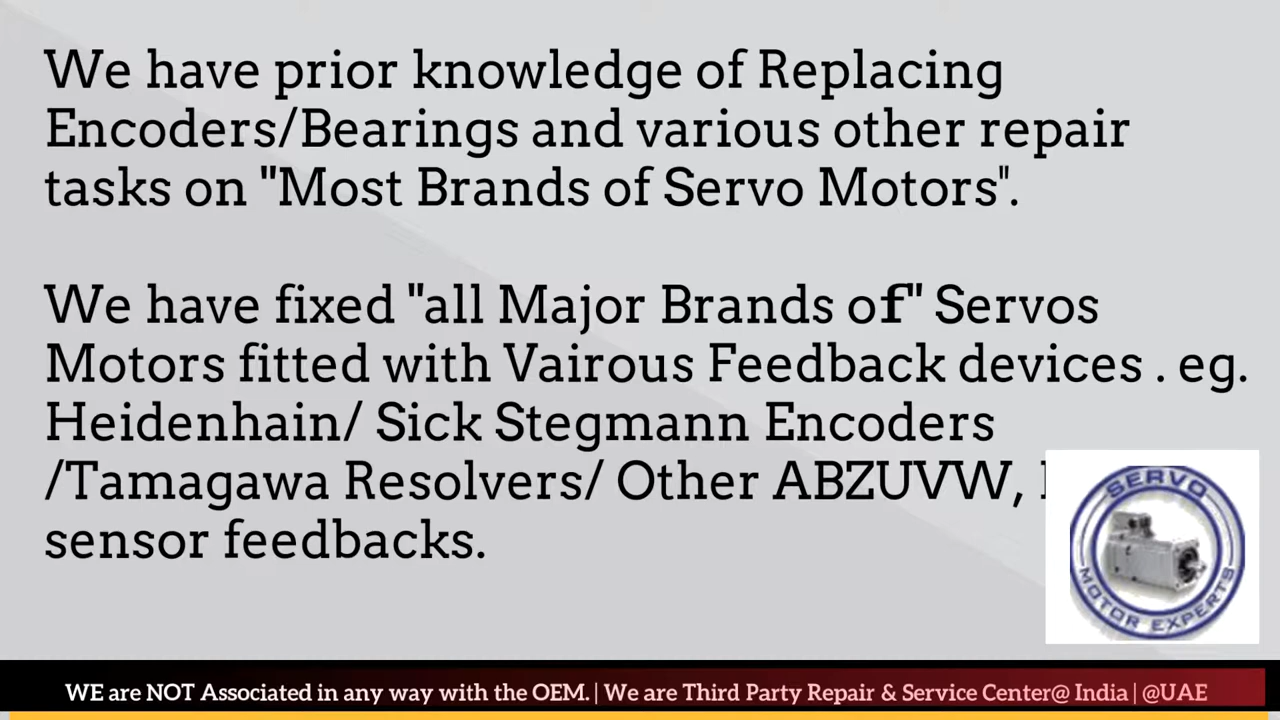 We have prior knowledge of Replacing
Encoders/Bearings and various other repair
tasks on "Most Brands of Servo Motors".
We have fixed "all Major Brands of" Servos
Motors fitted with Vairous Feedback devices . eg.
Heidenhain/ Sick Stegmann Encoders
/Tamagawa Resolvers/ Other ABZUVW,
sensor feedbacks.
SERVO
MOTOR EXPERTS
WE are NOT Associated in any way with the OEM. | We are Third Party Repair & Service Center@ India | @UAE